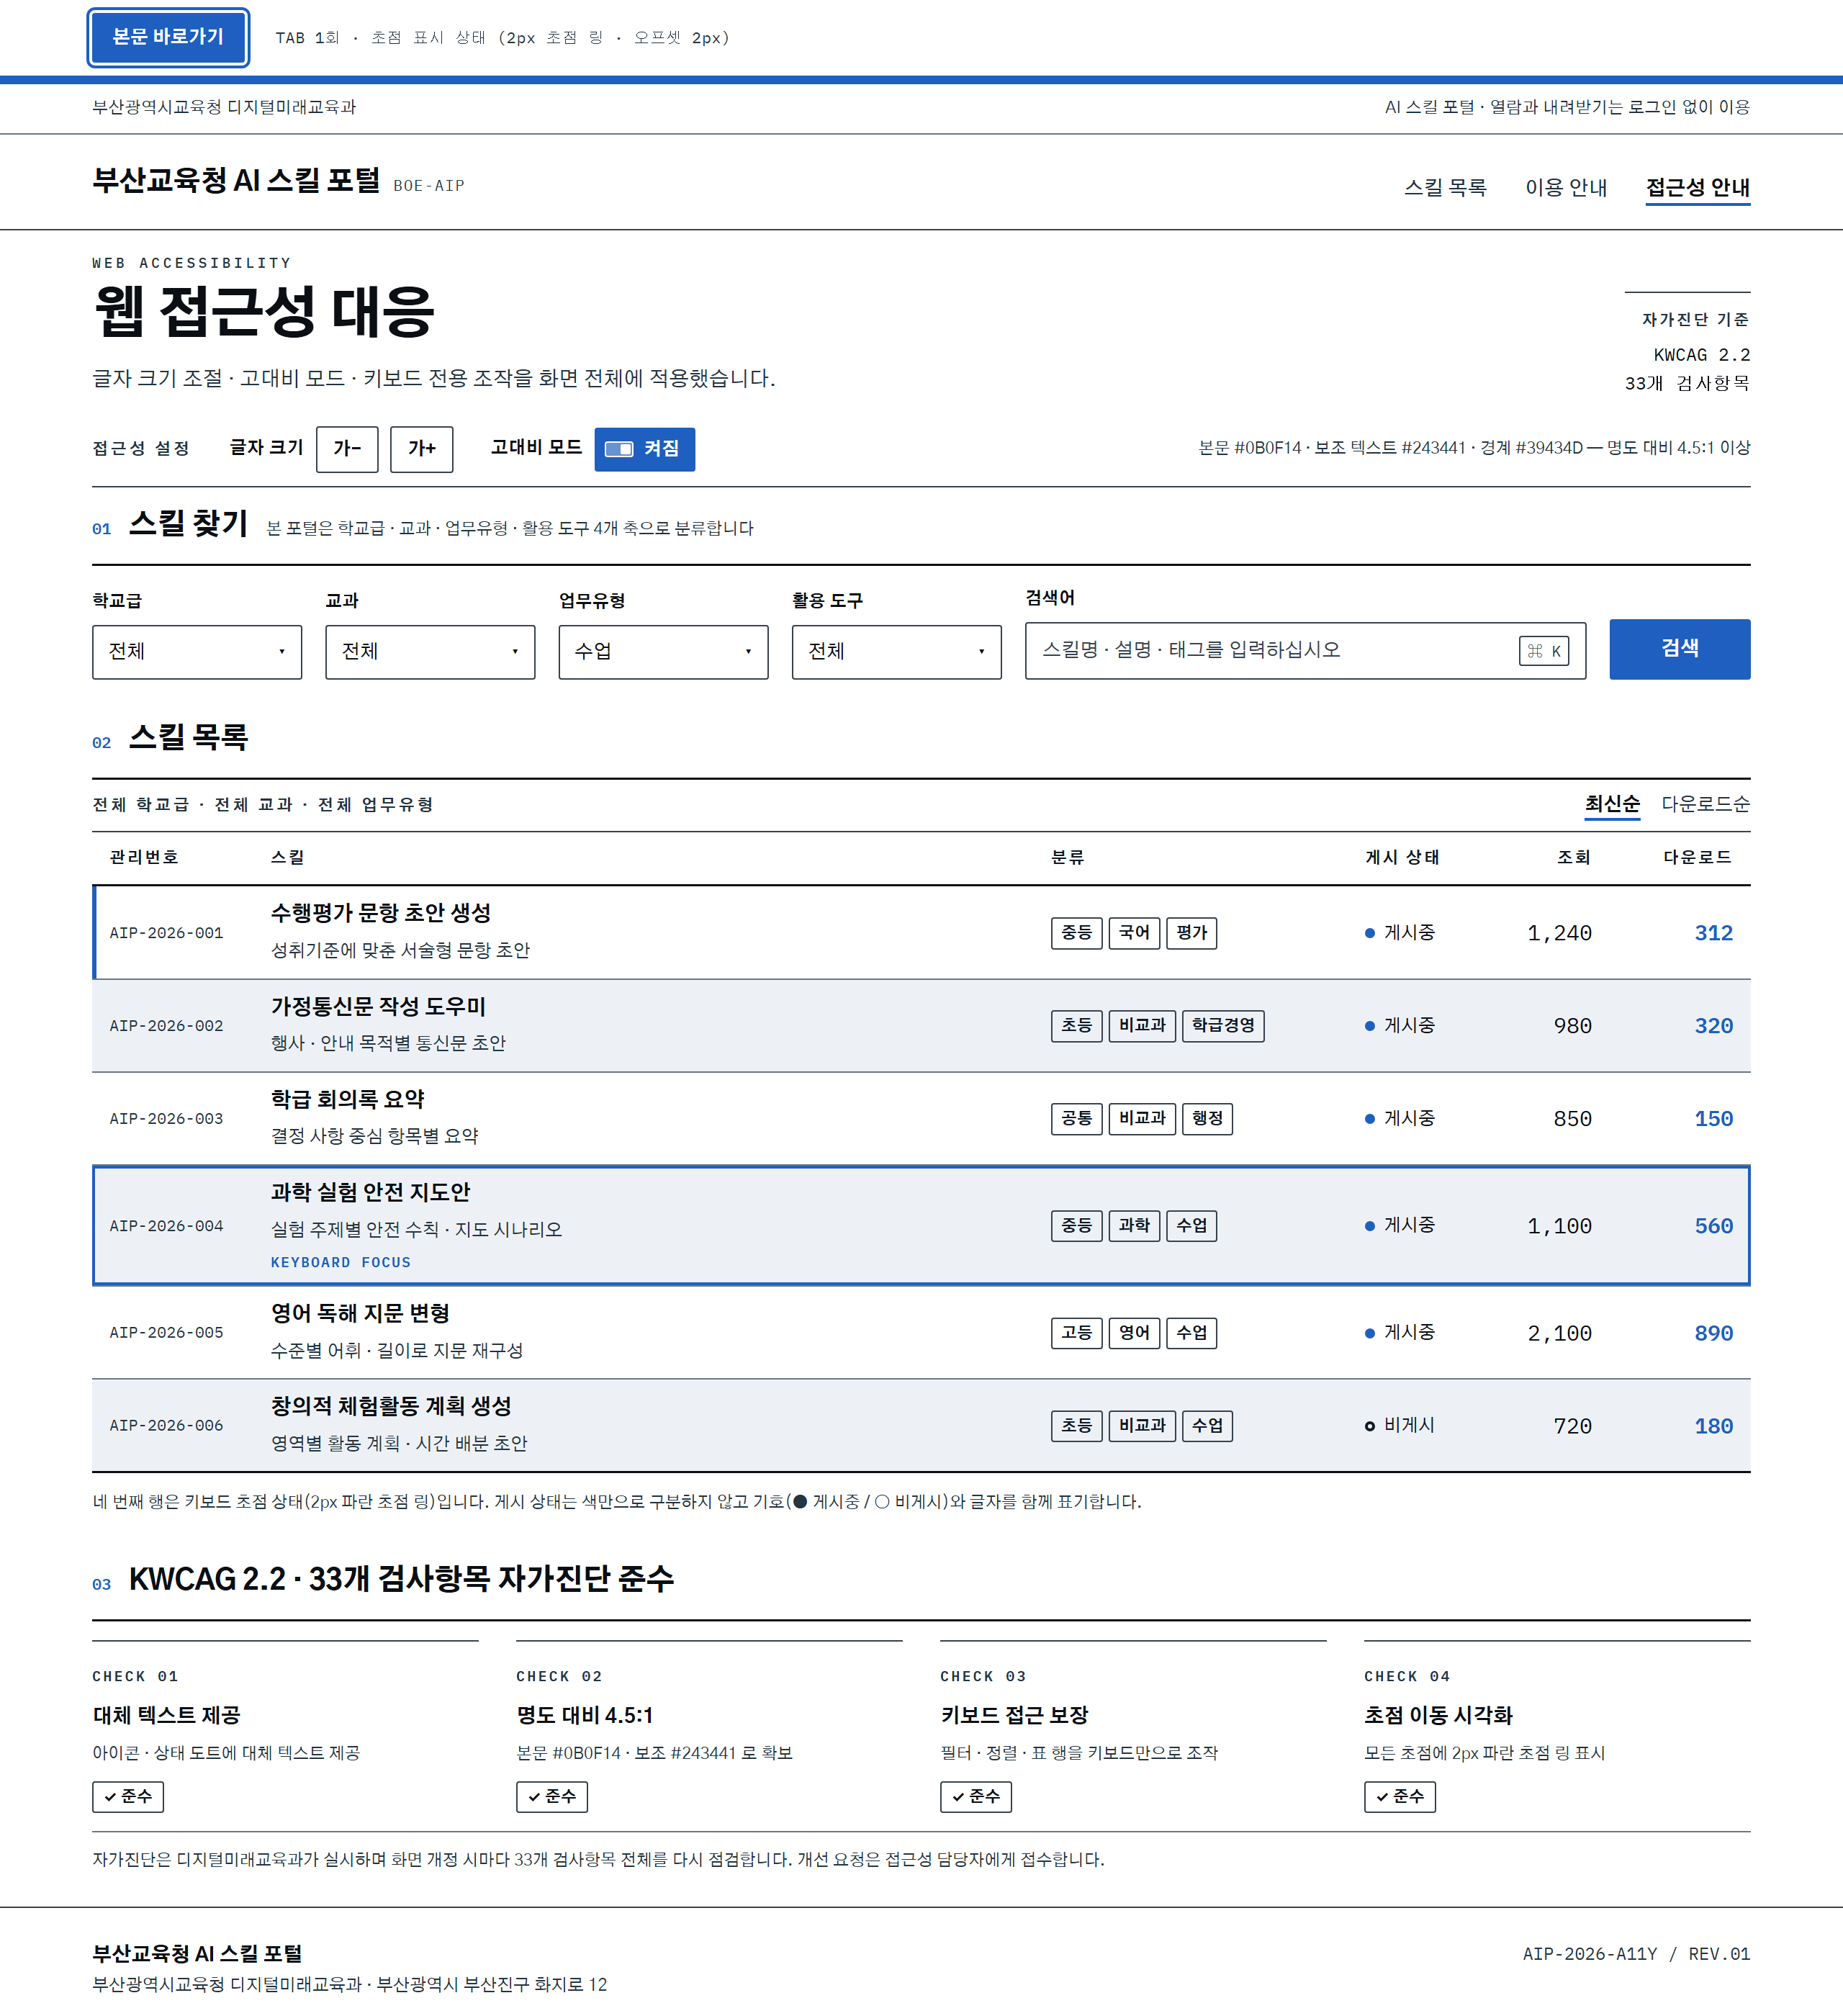 본문 바로가기
TAB 1회 · 초점 표시 상태 (2px 초점 링 · 오프셋 2px)
부산광역시교육청 디지털미래교육과
AI 스킬 포털 · 열람과 내려받기는 로그인 없이 이용
부산교육청 AI 스킬 포털 BOE-AIP
스킬 목록 이용 안내 접근성 안내
WEB ACCESSIBILITY
웹 접근성 대응
글자 크기 조절 · 고대비 모드 · 키보드 전용 조작을 화면 전체에 적용했습니다.
자가진단 기준
KWCAG 2.2
33개 검사항목
접근성 설정 글자 크기 가− 가+ 고대비 모드 켜짐
본문 #0B0F14 · 보조 텍스트 #243441 · 경계 #39434D — 명도 대비 4.5:1 이상
01 스킬 찾기 본 포털은 학교급 · 교과 · 업무유형 · 활용 도구 4개 축으로 분류합니다
학교급 교과 업무유형 활용 도구 검색어
전체 ▾ 전체 ▾ 수업 ▾ 전체 ▾ 스킬명 · 설명 · 태그를 입력하십시오 ⌘ K 검색
02 스킬 목록
전체 학교급 · 전체 교과 · 전체 업무유형
최신순 다운로드순
관리번호 스킬 분류 게시 상태 조회 다운로드
수행평가 문항 초안 생성
AIP-2026-001 중등 국어 평가 게시중 1,240 312
성취기준에 맞춘 서술형 문항 초안
가정통신문 작성 도우미
AIP-2026-002 초등 비교과 학급경영 게시중 980 320
행사 · 안내 목적별 통신문 초안
학급 회의록 요약
AIP-2026-003 공통 비교과 행정 게시중 850 150
결정 사항 중심 항목별 요약
과학 실험 안전 지도안
AIP-2026-004 중등 과학 수업 게시중 1,100 560
실험 주제별 안전 수칙 · 지도 시나리오
KEYBOARD FOCUS
영어 독해 지문 변형
AIP-2026-005 고등 영어 수업 게시중 2,100 890
수준별 어휘 · 길이로 지문 재구성
창의적 체험활동 계획 생성
AIP-2026-006 초등 비교과 수업 비게시 720 180
영역별 활동 계획 · 시간 배분 초안
네 번째 행은 키보드 초점 상태(2px 파란 초점 링)입니다. 게시 상태는 색만으로 구분하지 않고 기호(● 게시중 / ○ 비게시)와 글자를 함께 표기합니다.
03 KWCAG 2.2 · 33개 검사항목 자가진단 준수
CHECK 01
대체 텍스트 제공
아이콘 · 상태 도트에 대체 텍스트 제공
✓ 준수
CHECK 02
명도 대비 4.5:1
본문 #0B0F14 · 보조 #243441 로 확보
✓ 준수
CHECK 03
키보드 접근 보장
필터 · 정렬 · 표 행을 키보드만으로 조작
✓ 준수
CHECK 04
초점 이동 시각화
모든 초점에 2px 파란 초점 링 표시
✓ 준수
자가진단은 디지털미래교육과가 실시하며 화면 개정 시마다 33개 검사항목 전체를 다시 점검합니다. 개선 요청은 접근성 담당자에게 접수합니다.
부산교육청 AI 스킬 포털
부산광역시교육청 디지털미래교육과 · 부산광역시 부산진구 화지로 12
AIP-2026-A11Y / REV.01